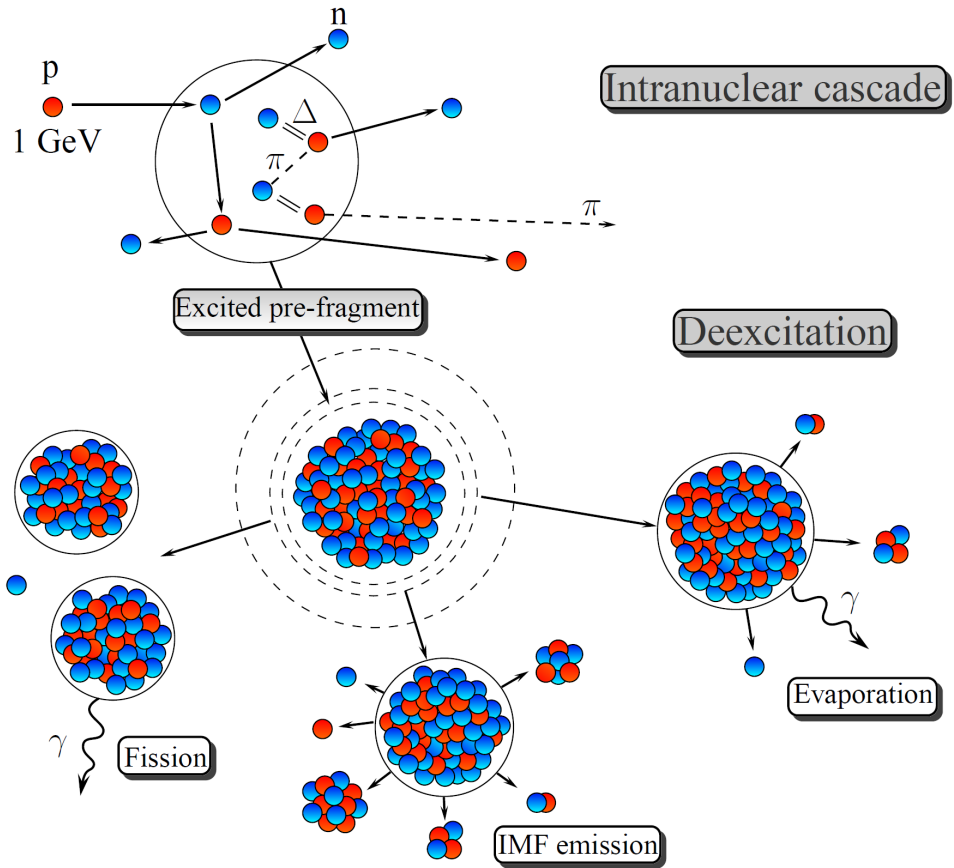 n
p
1 GeV
Intranuclear cascade
Δ
π
π
Excited pre-fragment
Deexcitation
γ
Evaporation
γ
Fission
IMF emission